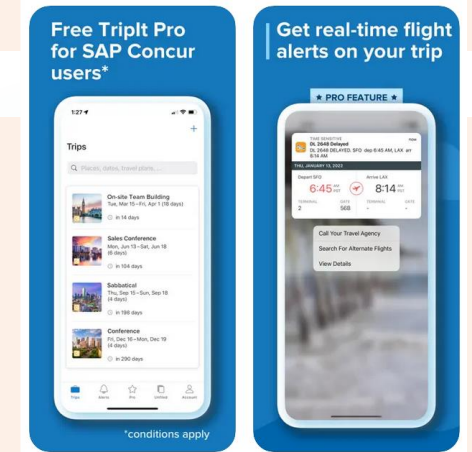 Free TripIt Pro
for SAP Concur
users*
1:27
Trips
Places, dates, travel plans, ...
On-site Team Building
Tue, Mar 15–Fri, Apr 1 (18 days)
in 14 days
Sales Conference
Mon, Jun 13–Sat, Jun 18
(6 days)
in 104 days
Sabbatical
Thu, Sep 15–Sun, Sep 18
(4 days)
in 198 days
Conference
Fri, Dec 16–Mon, Dec 19
(4 days)
in 290 days
Trips Alerts Pro Unfiled Account
*conditions apply
Get real-time flight
alerts on your trip
★ PRO FEATURE ★
TIME SENSITIVE now
DL 2648 Delayed
DL 2648 DELAYED, SFO dep 6:45 AM, LAX arr
8:14 AM
THU, JANUARY 13, 2022
Depart SFO Arrive LAX
6:45 AM PST 8:14 AM PST
TERMINAL GATE TERMINAL GATE
2 56B - -
Call Your Travel Agency
Search For Alternate Flights
View Details